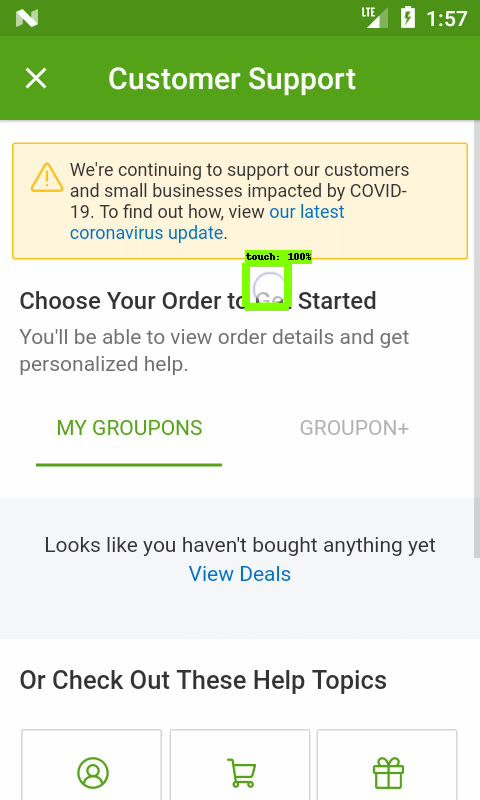 LTE 1:57
Customer Support
We're continuing to support our customers
and small businesses impacted by COVID-
19. To find out how, view our latest
coronavirus update.
touch: 100%
Choose Your Order to Get Started
You'll be able to view order details and get
personalized help.
MY GROUPONS GROUPON+
Looks like you haven't bought anything yet
View Deals
Or Check Out These Help Topics